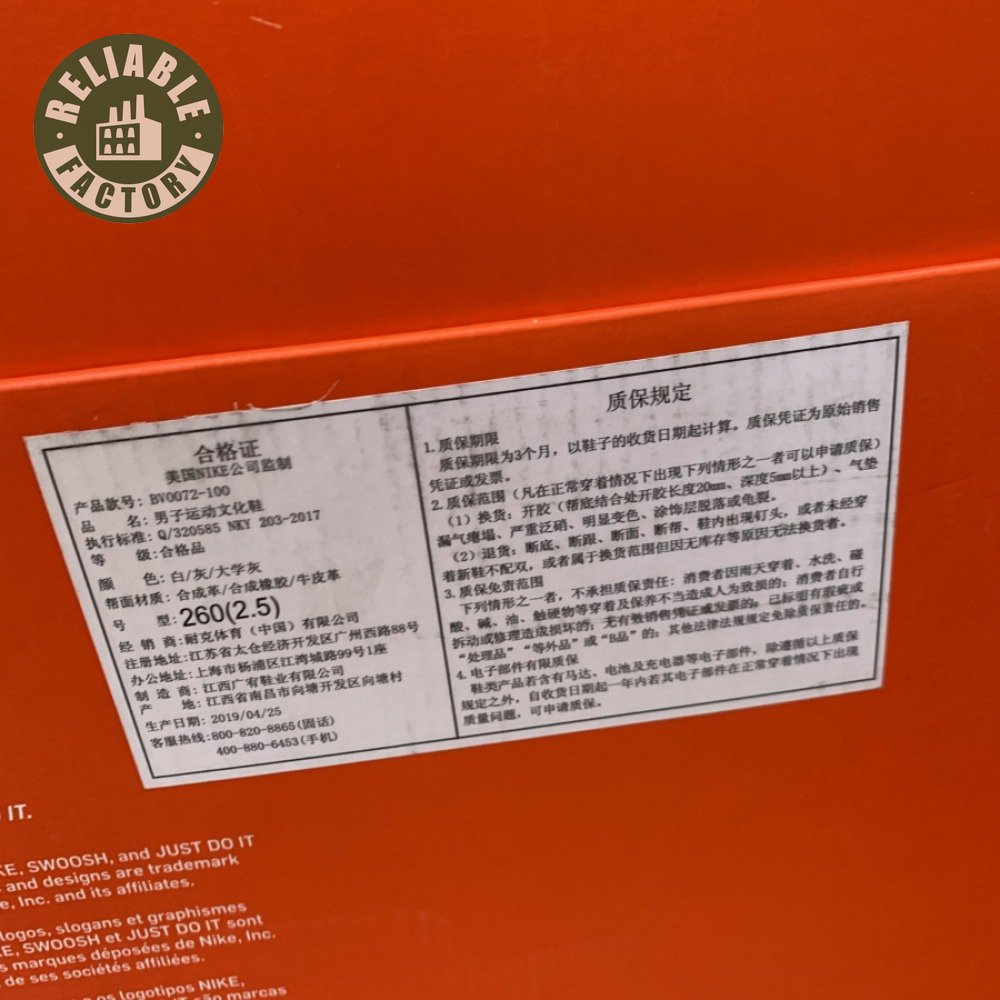 RELIABLE
FACTORY
合格证
美国NIKE公司监制
产品款号: BV0072-100
品 名: 男子运动文化鞋
执行标准: Q/320585 NKY 203-2017
等 级: 合格品
颜 色: 白/灰/大学灰
帮面材质: 合成革/合成橡胶/牛皮革
号 型: 260(2.5)
经 销 商: 耐克体育（中国）有限公司
注册地址: 江苏省太仓经济开发区广州西路88号
办公地址: 上海市杨浦区江湾城路99号1座
制 造 商: 江西广有鞋业有限公司
产 地: 江西省南昌市向塘开发区向塘村
生产日期: 2019/04/25
客服热线:800-820-8865(固话)
400-880-6453(手机)
质保规定
1.质保期限
质保期限为3个月，以鞋子的收货日期起计算。质保凭证为原始销售
凭证或发票。
2.质保范围（凡在正常穿着情况下出现下列情形之一者可以申请质保）
（1）换货：开胶（帮底结合处开胶长度20mm、深度5mm以上）、气垫
漏气瘪塌、严重泛硝、明显变色、涂饰层脱落或龟裂。
（2）退货：断底、断跟、断面、断帮、鞋内出现钉头，或者未经穿
着新鞋不配双，或者属于换货范围但因无库存等原因无法换货者。
3.质保免责范围
下列情形之一者，不承担质保责任：消费者因雨天穿着、水洗、碰
酸、碱、油、触硬物等穿着及保养不当造成人为致损的；消费者自行
拆动或修理造成损坏的；无有效销售凭证或发票的。已标明有瑕疵或
“处理品”“等外品”或“B品”的；其他法律法规规定免除质保责任的。
4.电子部件有限质保
鞋类产品若含有马达、电池及充电器等电子部件，除遵循以上质保
规定之外，自收货日期起一年内若其电子部件在正常穿着情况下出现
质量问题，可申请质保。
IT.
KE, SWOOSH, and JUST DO IT
and designs are trademark
e, Inc. and its affiliates.
logos, slogans et graphismes
KE, SWOOSH et JUST DO IT sont
s marques déposées de Nike, Inc.
de ses sociétés affiliées.
os logotipos NIKE,
IT são marcas